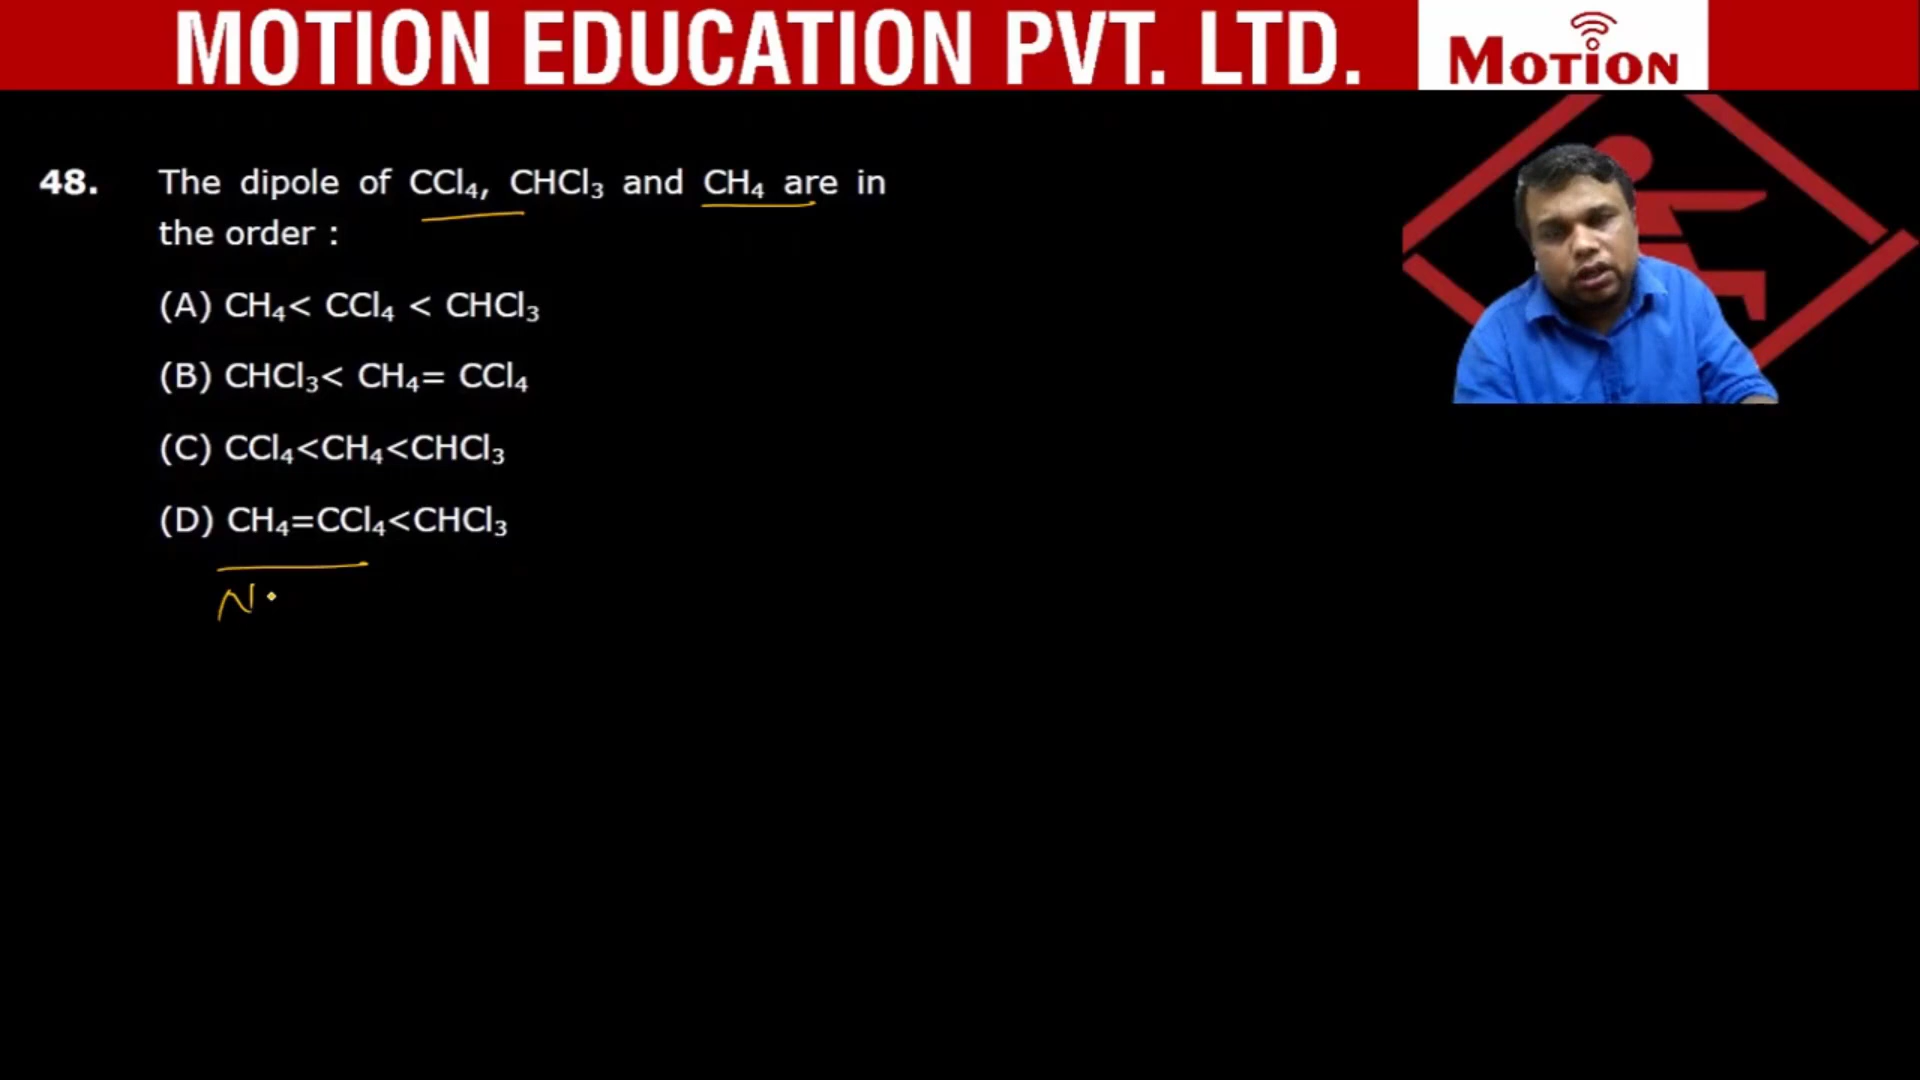 MOTION EDUCATION PVT. LTD.
MOTION
48. The dipole of CCl₄, CHCl₃ and CH₄ are in
the order :
(A) CH₄< CCl₄ < CHCl₃
(B) CHCl₃< CH₄= CCl₄
(C) CCl₄<CH₄<CHCl₃
(D) CH₄=CCl₄<CHCl₃
N